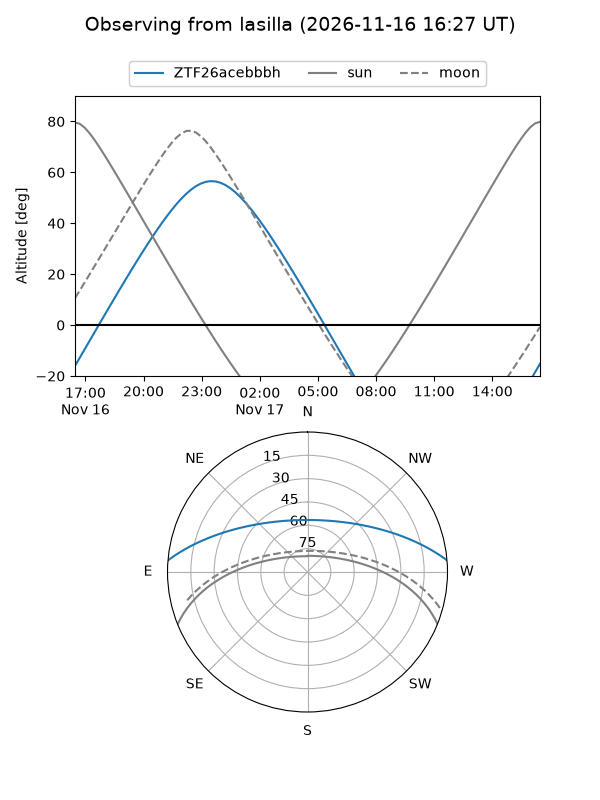 Observing from lasilla (2026-11-16 16:27 UT)
ZTF26acebbbh sun moon
80
60
40
20
0
−20
Altitude [deg]
17:00 20:00 23:00 02:00 05:00 08:00 11:00 14:00
Nov 16 Nov 17
N
NE NW
15
30
45
60
75
E W
SE SW
S